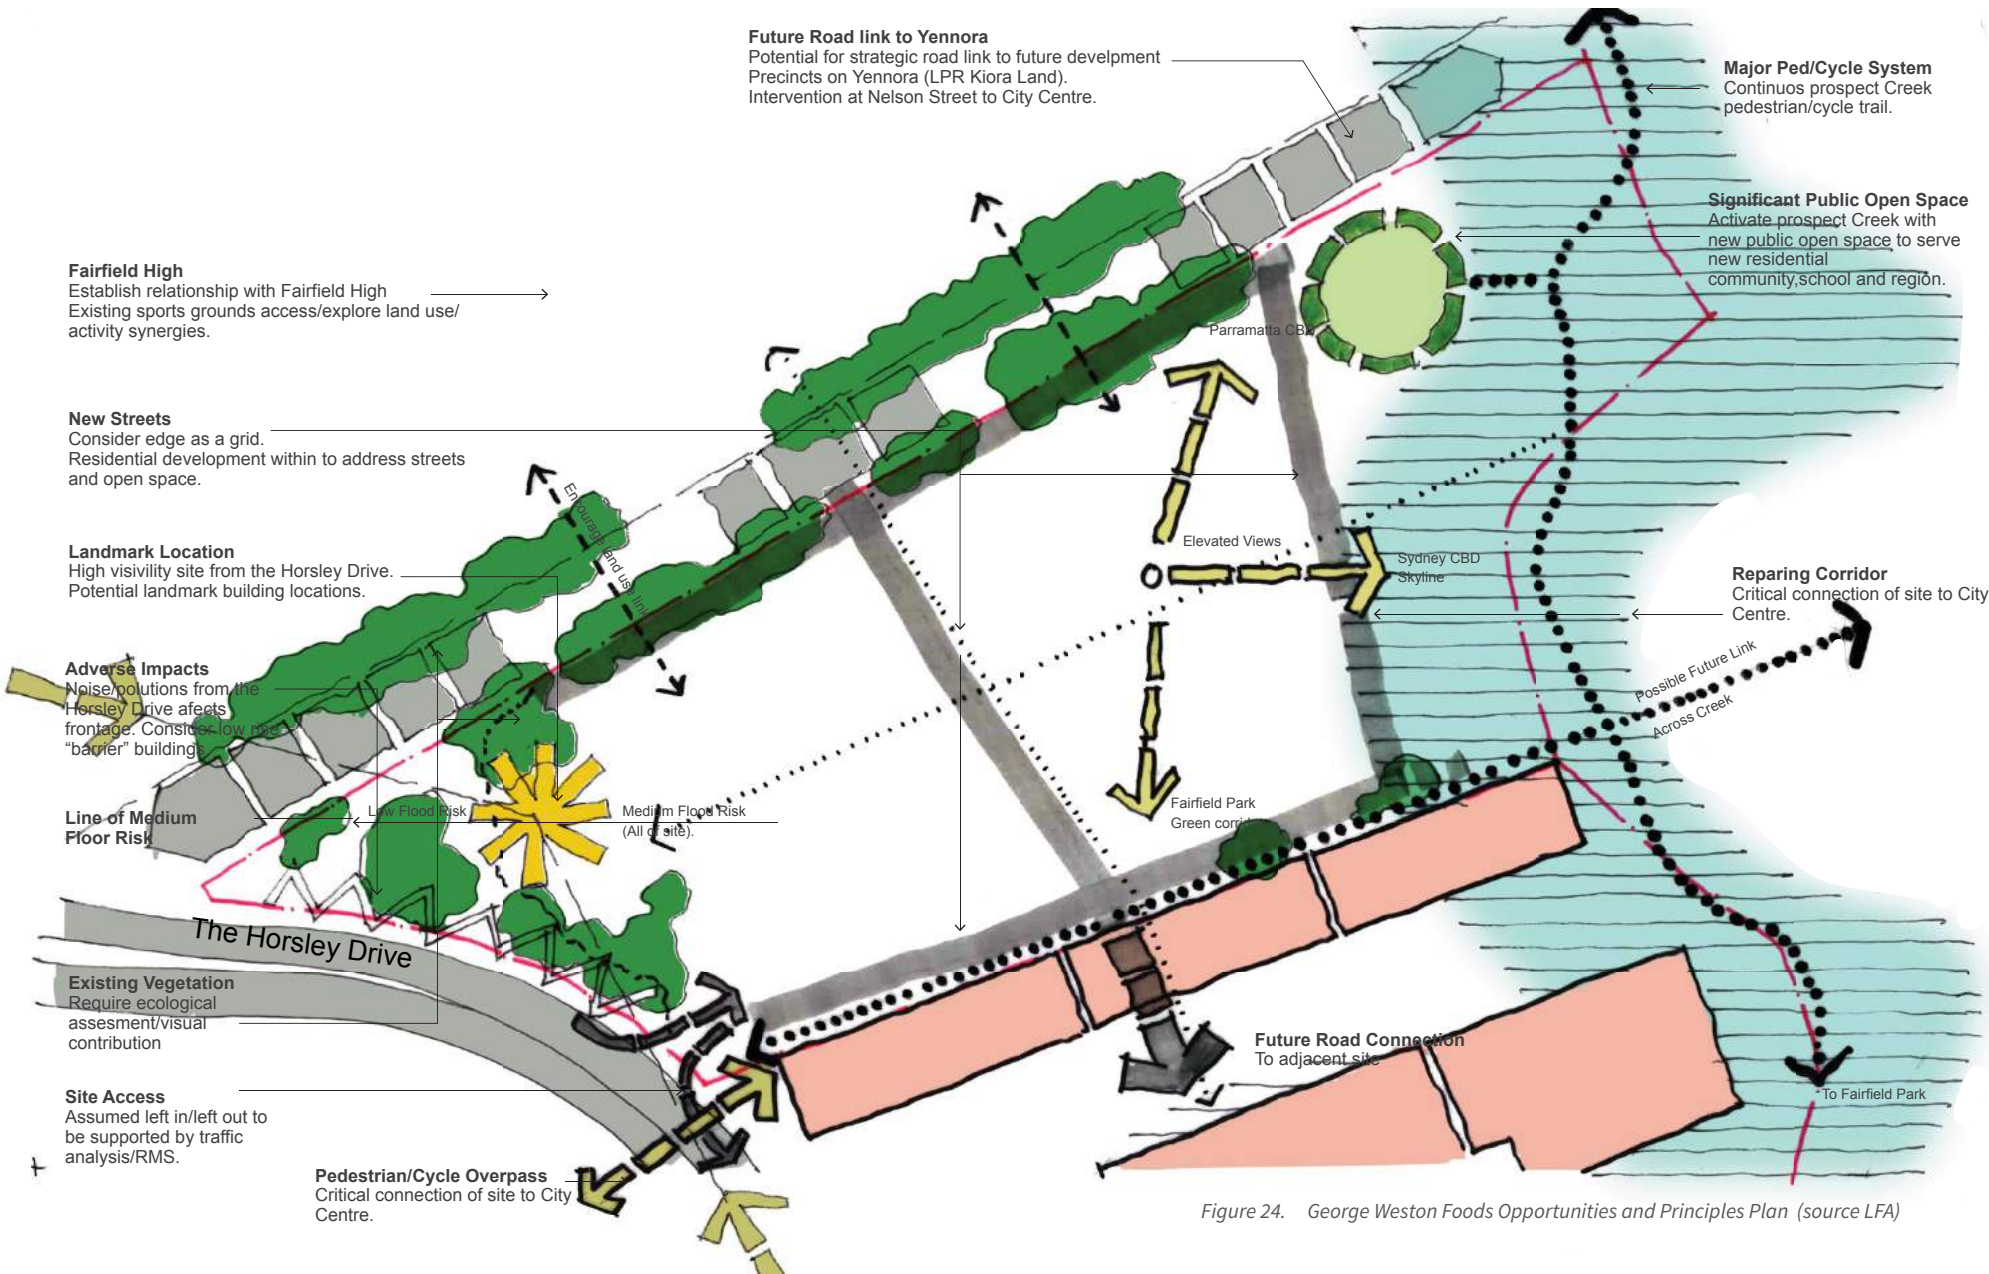 Future Road link to Yennora
Potential for strategic road link to future develpment
Precincts on Yennora (LPR Kiora Land).
Intervention at Nelson Street to City Centre.
Major Ped/Cycle System
Continuos prospect Creek
pedestrian/cycle trail.
Significant Public Open Space
Activate prospect Creek with
new public open space to serve
new residential
community,school and region.
Fairfield High
Establish relationship with Fairfield High
Existing sports grounds access/explore land use/
activity synergies.
Parramatta CBD
New Streets
Consider edge as a grid.
Residential development within to address streets
and open space.
Encourage land use link
Landmark Location
High visivility site from the Horsley Drive.
Potential landmark building locations.
Elevated Views
Sydney CBD
Skyline
Reparing Corridor
Critical connection of site to City
Centre.
Adverse Impacts
Noise/polutions from the
Horsley Drive afects
frontage. Consider low rise
“barrier” buildings
Possible Future Link
Across Creek
Line of Medium
Floor Risk
Low Flood Risk
Medium Flood Risk
(All of site).
Fairfield Park
Green corridor
The Horsley Drive
Existing Vegetation
Require ecological
assesment/visual
contribution
Future Road Connection
To adjacent site
Site Access
Assumed left in/left out to
be supported by traffic
analysis/RMS.
To Fairfield Park
Pedestrian/Cycle Overpass
Critical connection of site to City
Centre.
Figure 24. George Weston Foods Opportunities and Principles Plan (source LFA)